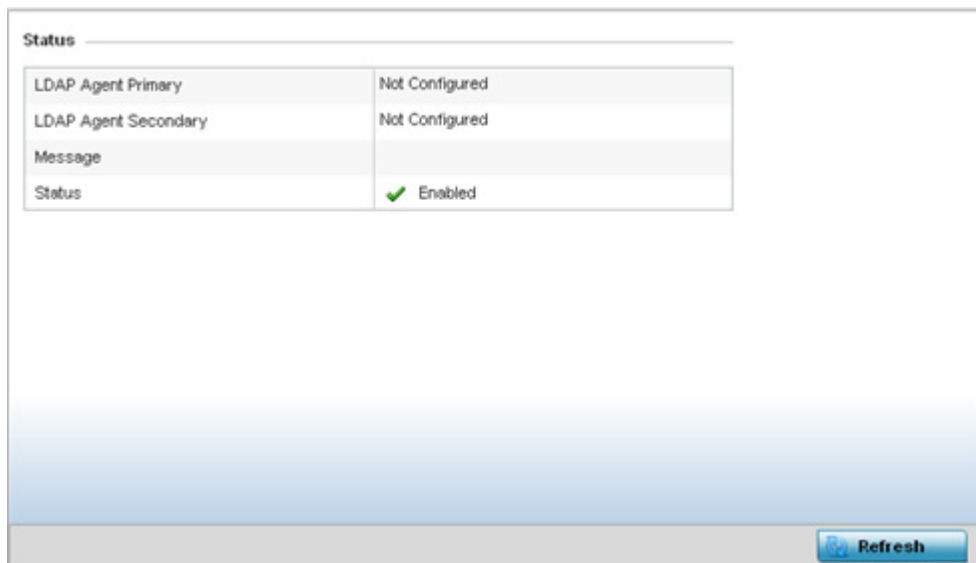 Status
LDAP Agent Primary Not Configured
LDAP Agent Secondary Not Configured
Message
Status Enabled
Refresh